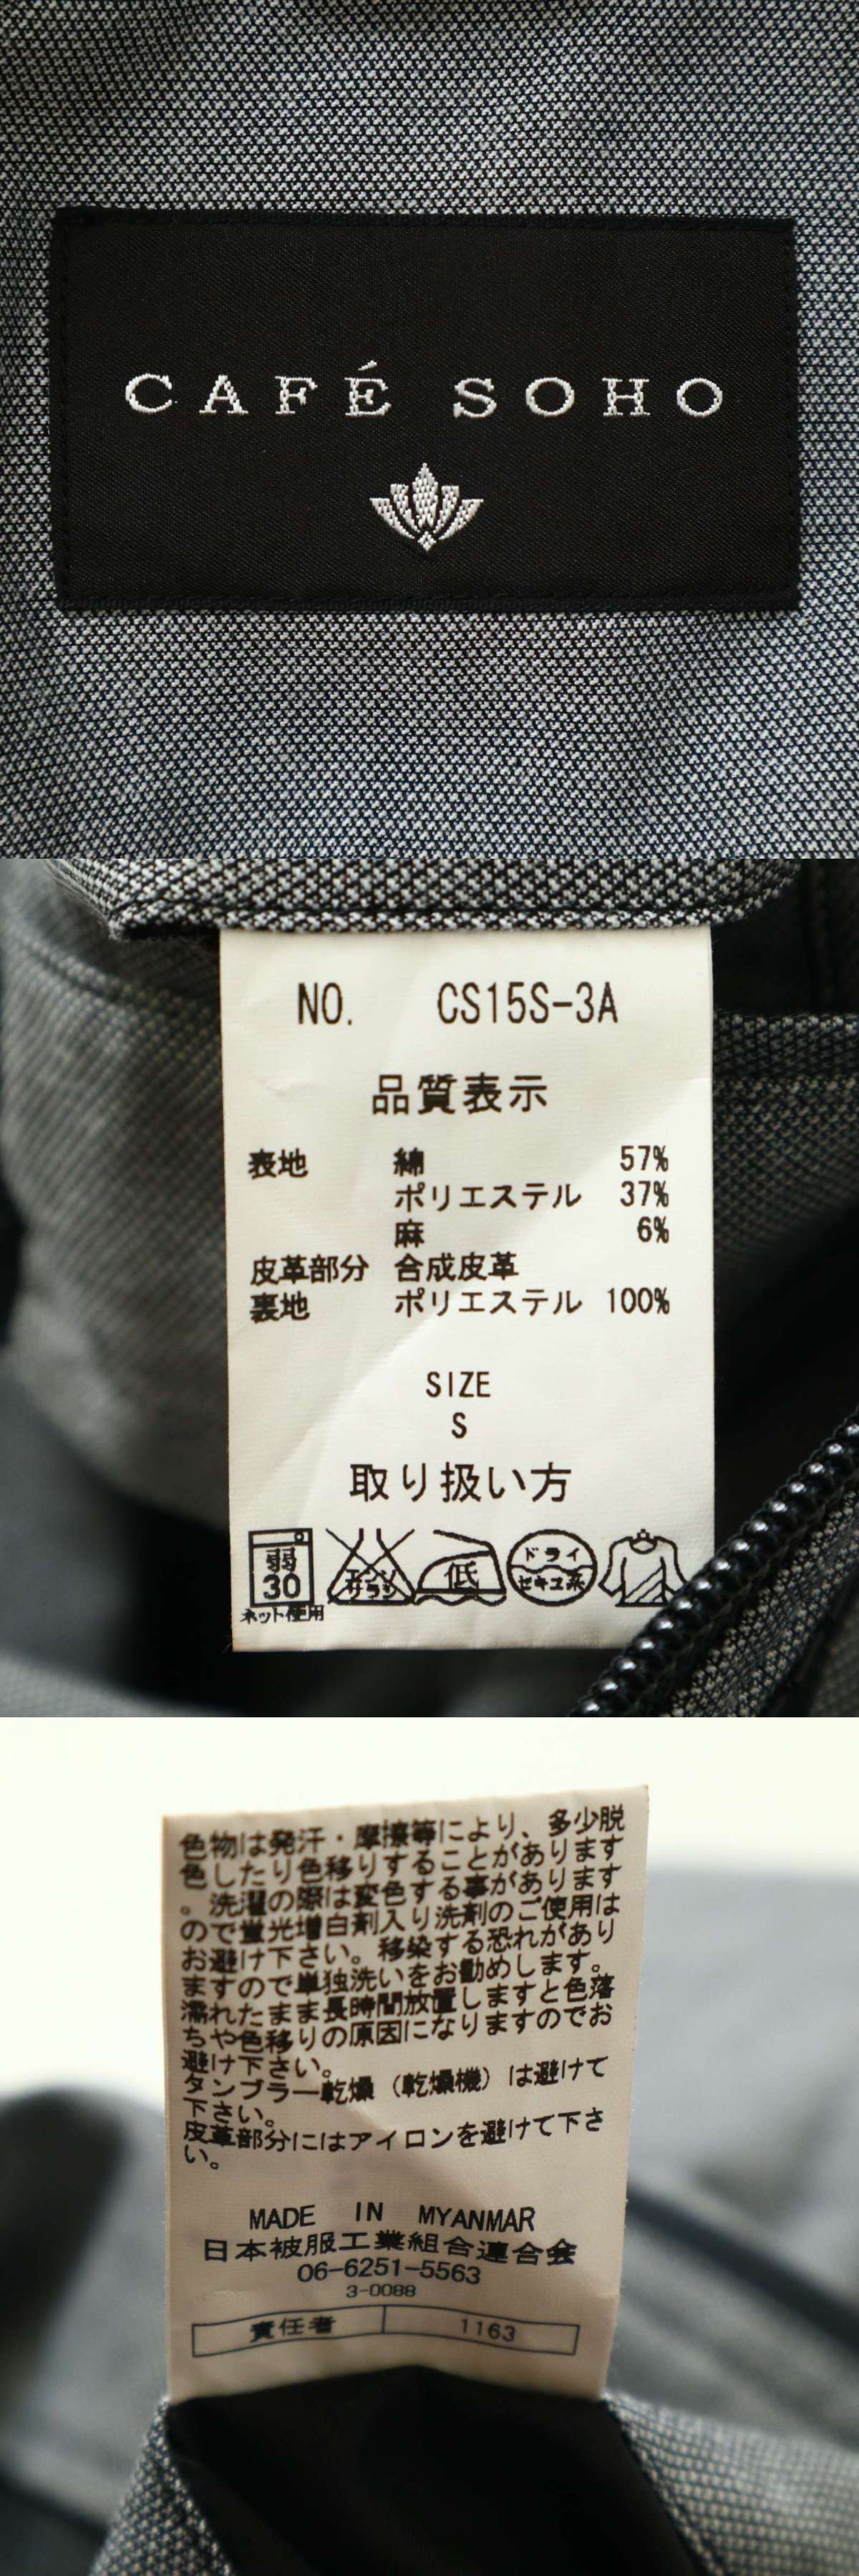 CAFÉ SOHO
NO. CS15S-3A
品質表示
表地 綿 57%
ポリエステル 37%
麻 6%
皮革部分 合成皮革
裏地 ポリエステル 100%
SIZE
S
取り扱い方
弱
30
ネット使用
エンソ
サラシ
低
ドライ
セキユ系
色物は発汗・摩擦等により、多少脱
色したり色移りすることがあります
。洗濯の際は変色する事があります
ので蛍光増白剤入り洗剤のご使用は
お避け下さい。移染する恐れがあり
ますので単独洗いをお勧めします。
濡れたまま長時間放置しますと色落
ちや色移りの原因になりますのでお
避け下さい。
タンブラー乾燥（乾燥機）は避けて
下さい。
皮革部分にはアイロンを避けて下さ
い。
MADE IN MYANMAR
日本被服工業組合連合会
06-6251-5563
3-0088
責任者 1163